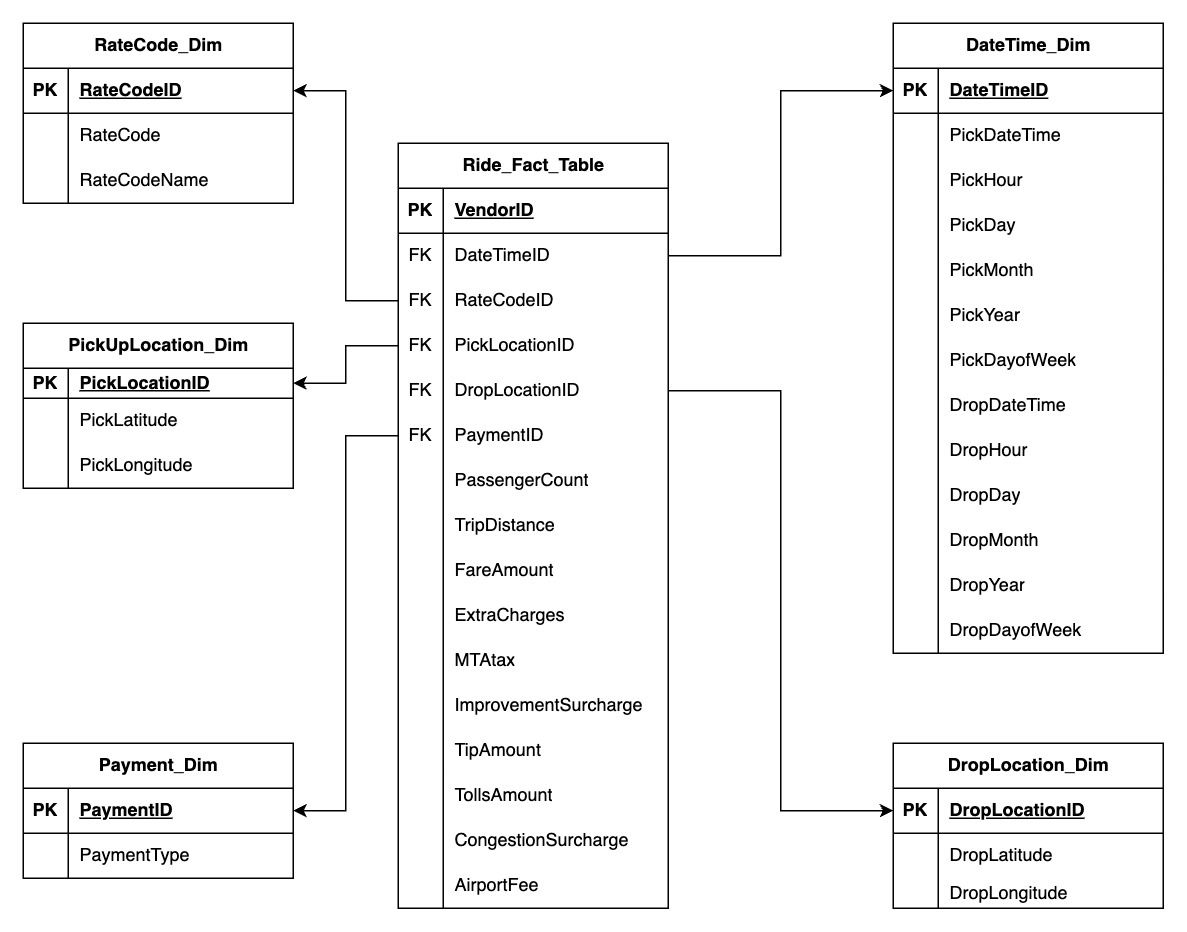 RateCode_Dim
PK RateCodeID
RateCode
RateCodeName
PickUpLocation_Dim
PK PickLocationID
PickLatitude
PickLongitude
Payment_Dim
PK PaymentID
PaymentType
Ride_Fact_Table
PK VendorID
FK DateTimeID
FK RateCodeID
FK PickLocationID
FK DropLocationID
FK PaymentID
PassengerCount
TripDistance
FareAmount
ExtraCharges
MTAtax
ImprovementSurcharge
TipAmount
TollsAmount
CongestionSurcharge
AirportFee
DateTime_Dim
PK DateTimeID
PickDateTime
PickHour
PickDay
PickMonth
PickYear
PickDayofWeek
DropDateTime
DropHour
DropDay
DropMonth
DropYear
DropDayofWeek
DropLocation_Dim
PK DropLocationID
DropLatitude
DropLongitude